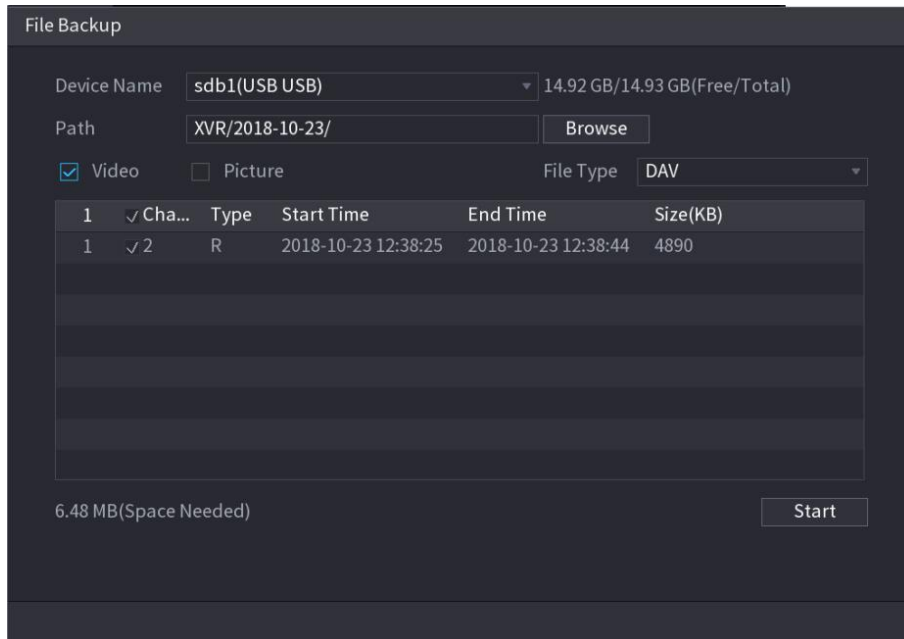 File Backup
Device Name sdb1(USB USB) 14.92 GB/14.93 GB(Free/Total)
Path XVR/2018-10-23/ Browse
Video Picture File Type DAV
1 Cha... Type Start Time End Time Size(KB)
1 2 R 2018-10-23 12:38:25 2018-10-23 12:38:44 4890
6.48 MB(Space Needed) Start